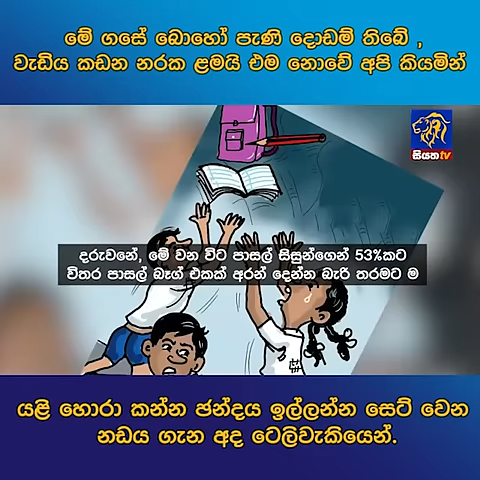 මේ ගසේ බොහෝ පැණි දොඩම් තිබේ ,
වැඩිය කඩන නරක ළමයි එම නොවේ අපි කියමින්
සියත tv
දරුවනේ, මේ වන විට පාසල් සිසුන්ගෙන් 53%කට
විතර පාසල් බෑග් එකක් අරන් දෙන්න බැරි තරමට ම
යළි හොරා කන්න ඡන්දය ඉල්ලන්න සෙට් වෙන
නඩය ගැන අද ටෙලිවැකියෙන්.